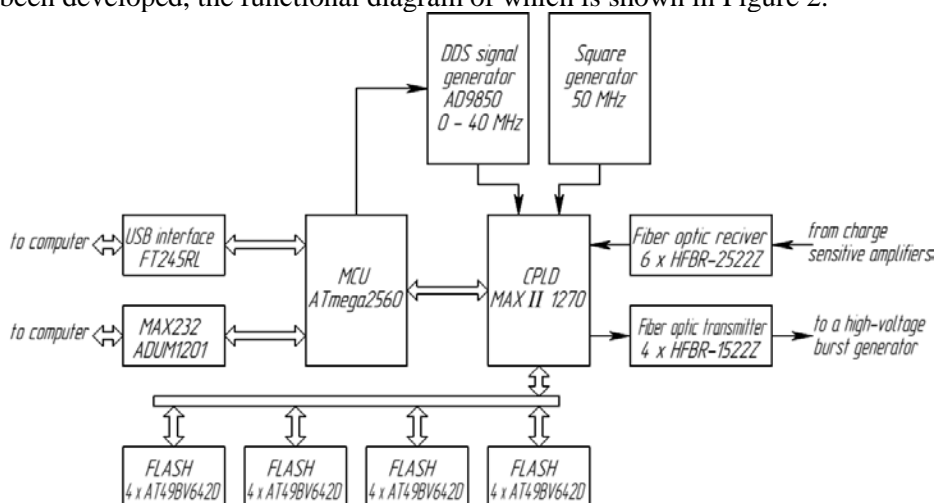 been developed, the functional diagram of which is shown in Figure 2.
DDS signal
generator
AD9850
0 - 40 MHz
Square
generator
50 MHz
to computer
USB interface
FT245RL
MCU
ATmega2560
CPLD
MAX II 1270
Fiber optic reciver
6 x HFBR-2522Z
from charge
sensitive amplifiers
to computer
MAX232
ADUM1201
Fiber optic transmitter
4 x HFBR-1522Z
to a high-voltage
burst generator
FLASH
4 x AT49BV642D
FLASH
4 x AT49BV642D
FLASH
4 x AT49BV642D
FLASH
4 x AT49BV642D